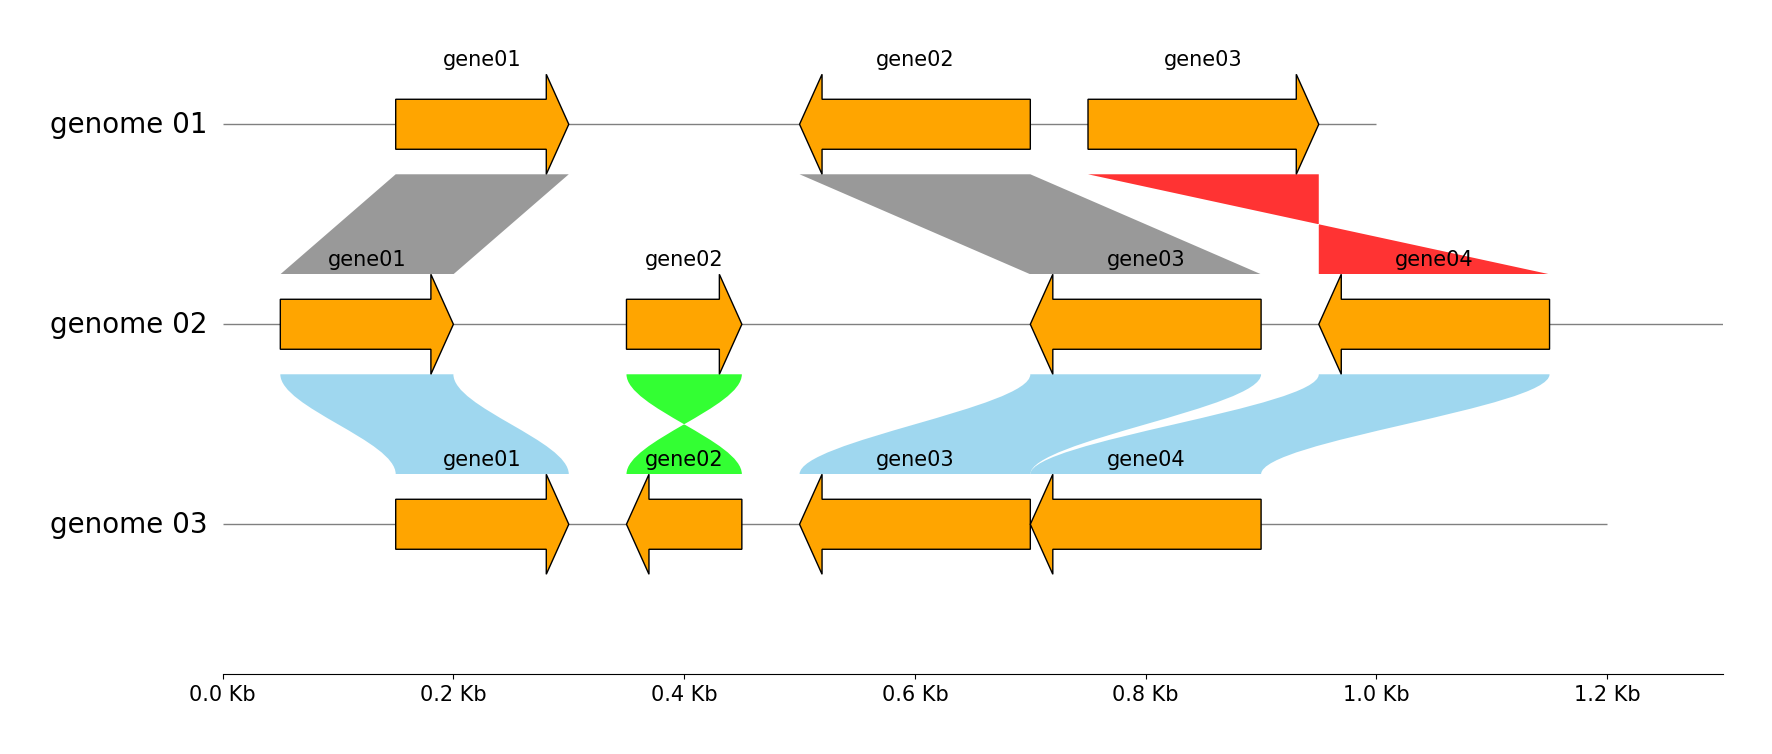 gene01 gene02 gene03
genome 01
gene01 gene02 gene03 gene04
genome 02
gene01 gene02 gene03 gene04
genome 03
0.0 Kb 0.2 Kb 0.4 Kb 0.6 Kb 0.8 Kb 1.0 Kb 1.2 Kb